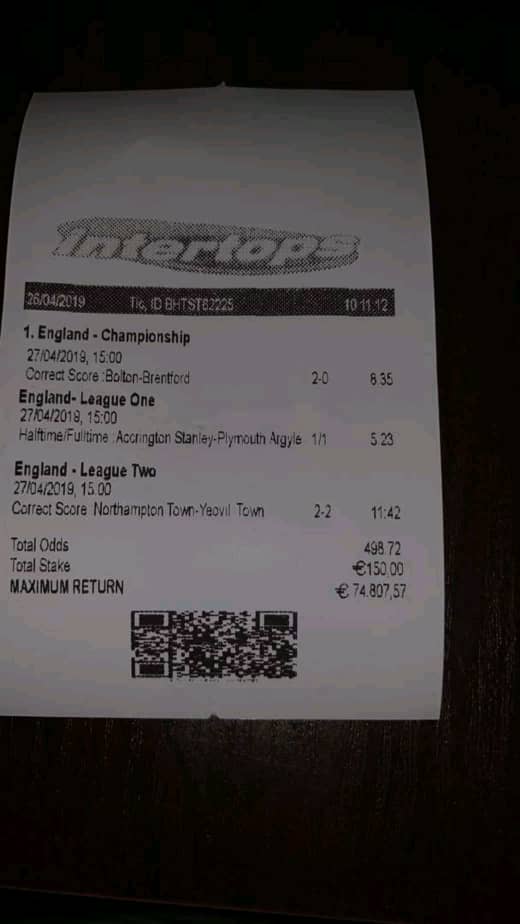 Intertops
26/04/2019 Tic, ID BHTST62225 10 11 12
1. England - Championship
27/04/2019, 15:00
Correct Score :Bolton-Brentford 2-0 8.35
England- League One
27/04/2019, 15:00
Halftime/Fulltime :Accrington Stanley-Plymouth Argyle 1/1 5.23
England - League Two
27/04/2019, 15.00
Correct Score Northampton Town-Yeovil Town 2-2 11:42
Total Odds 498.72
Total Stake €150.00
MAXIMUM RETURN € 74.807,57